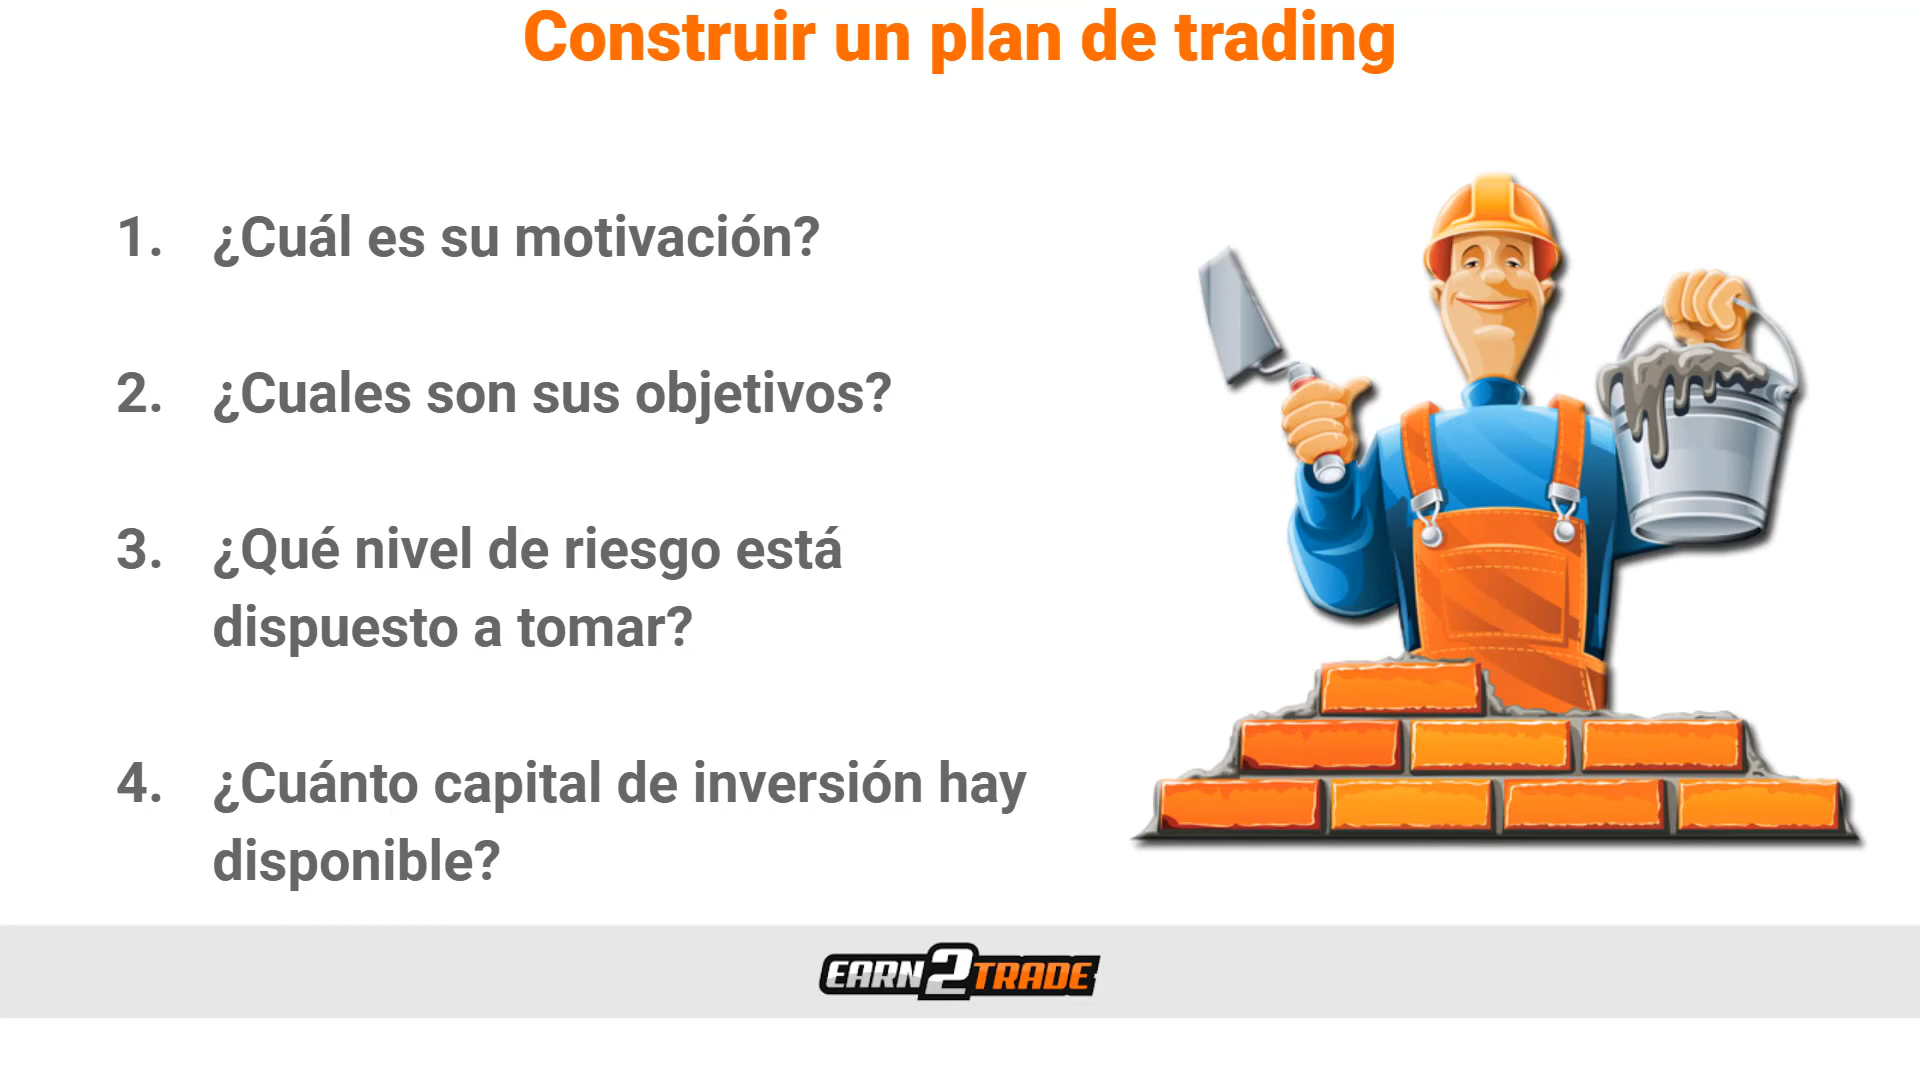 Construir un plan de trading
1. ¿Cuál es su motivación?
2. ¿Cuales son sus objetivos?
3. ¿Qué nivel de riesgo está
dispuesto a tomar?
4. ¿Cuánto capital de inversión hay
disponible?
EARN2TRADE